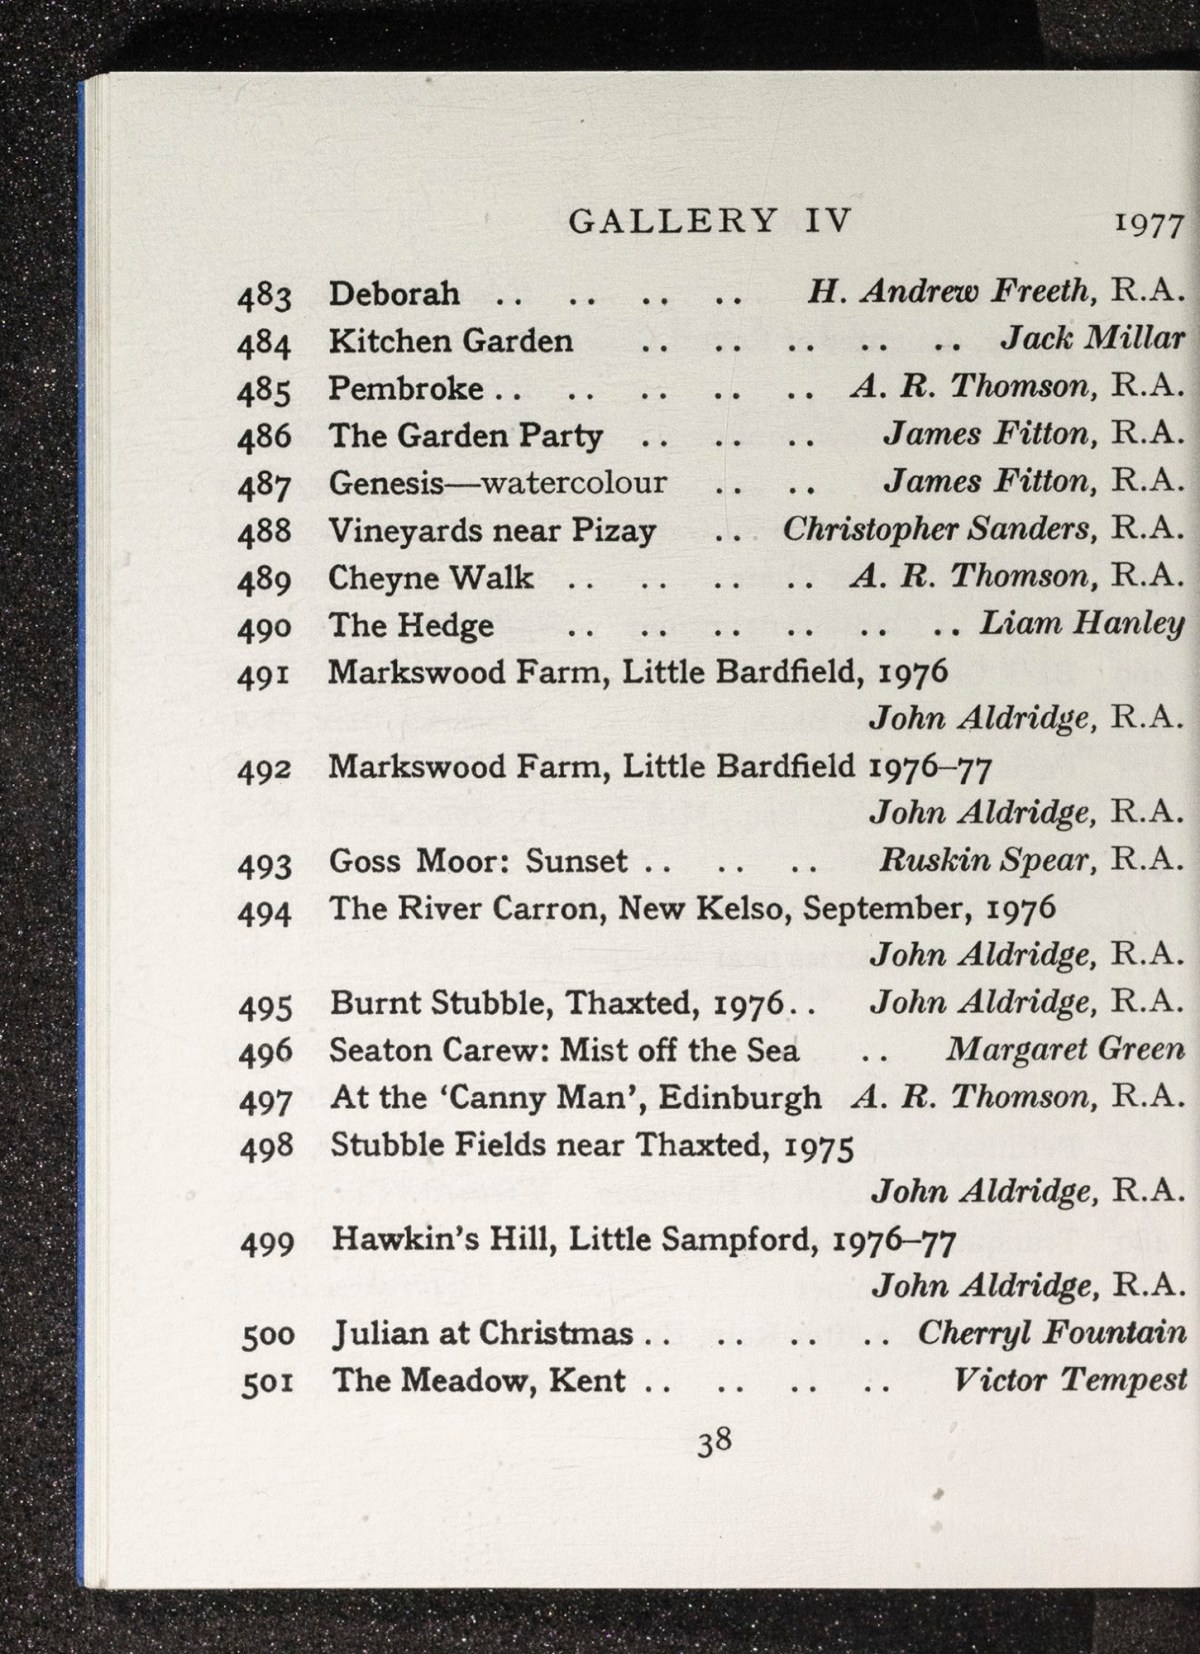 GALLERY IV 1977
483 Deborah .. .. .. .. H. Andrew Freeth, R.A.
484 Kitchen Garden .. .. .. .. .. Jack Millar
485 Pembroke .. .. .. .. .. A. R. Thomson, R.A.
486 The Garden Party .. .. .. James Fitton, R.A.
487 Genesis—watercolour .. .. James Fitton, R.A.
488 Vineyards near Pizay .. Christopher Sanders, R.A.
489 Cheyne Walk .. .. .. .. A. R. Thomson, R.A.
490 The Hedge .. .. .. .. .. .. Liam Hanley
491 Markswood Farm, Little Bardfield, 1976
John Aldridge, R.A.
492 Markswood Farm, Little Bardfield 1976–77
John Aldridge, R.A.
493 Goss Moor: Sunset .. .. .. Ruskin Spear, R.A.
494 The River Carron, New Kelso, September, 1976
John Aldridge, R.A.
495 Burnt Stubble, Thaxted, 1976 .. John Aldridge, R.A.
496 Seaton Carew: Mist off the Sea .. Margaret Green
497 At the ‘Canny Man’, Edinburgh A. R. Thomson, R.A.
498 Stubble Fields near Thaxted, 1975
John Aldridge, R.A.
499 Hawkin's Hill, Little Sampford, 1976–77
John Aldridge, R.A.
500 Julian at Christmas .. .. .. .. Cherryl Fountain
501 The Meadow, Kent .. .. .. .. Victor Tempest
38